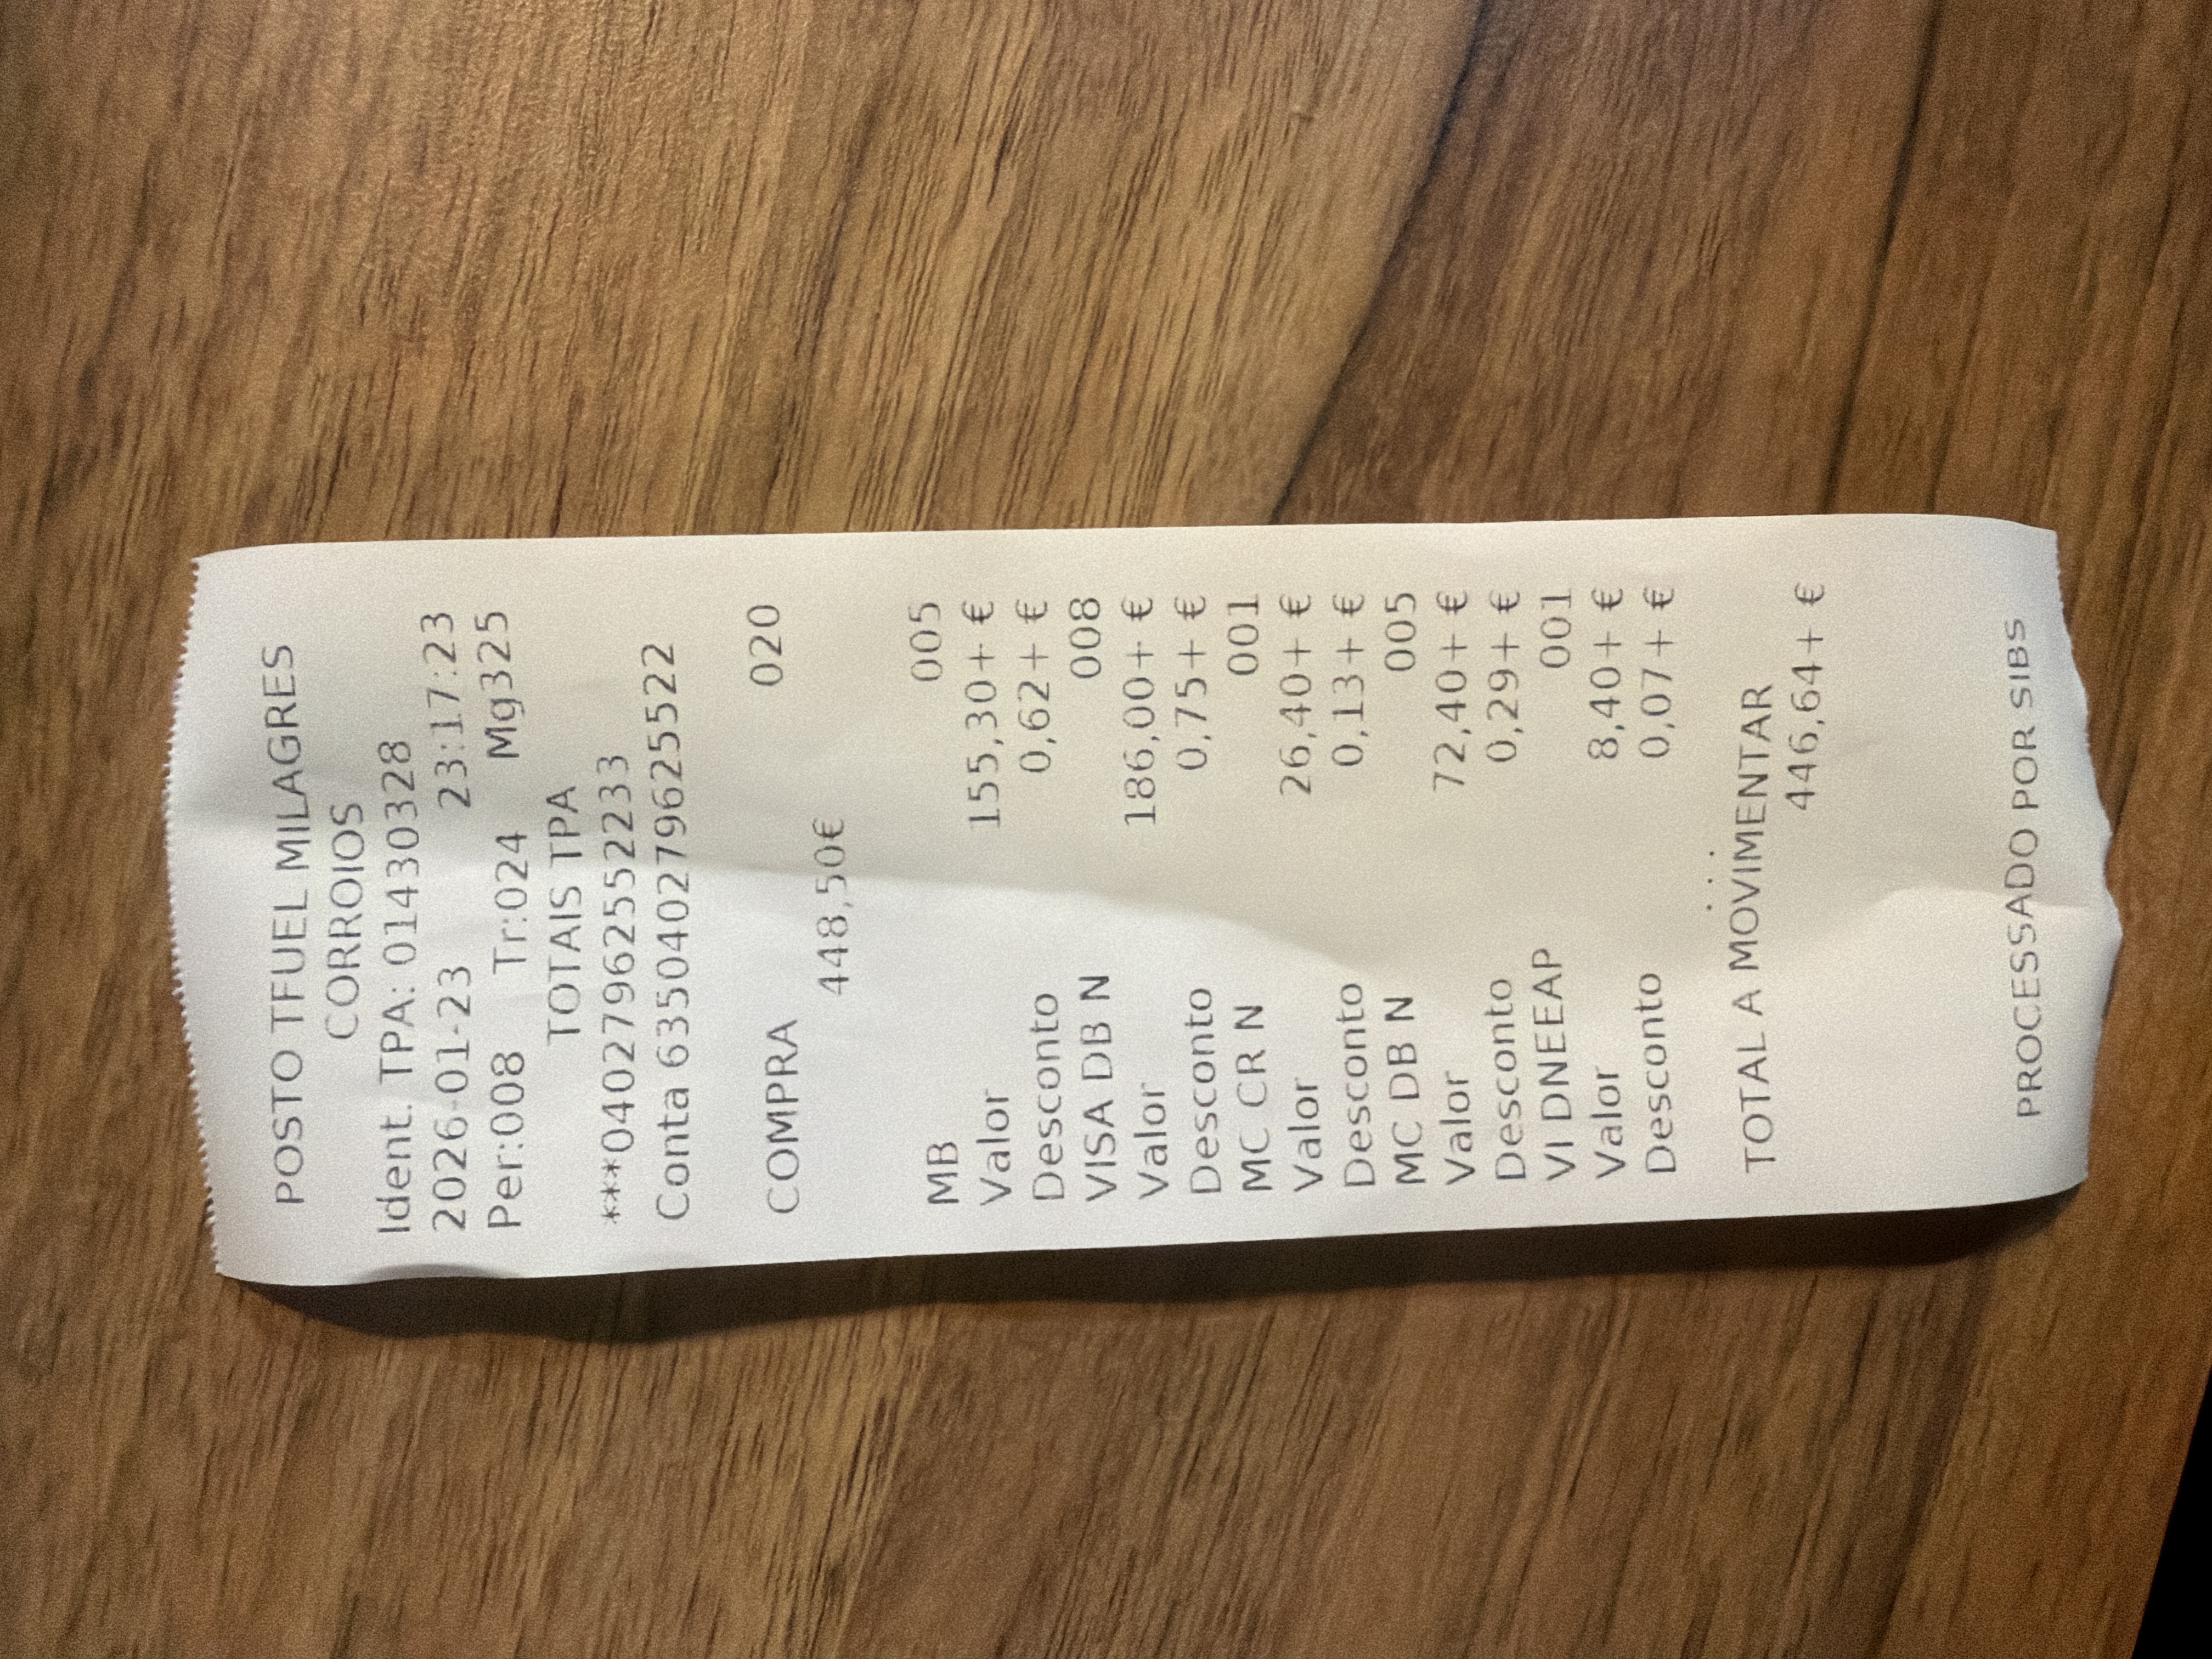 POSTO TFUEL MILAGRES
CORROIOS
Ident. TPA: 01430328
2026-01-23 23:17:23
Per:008 Tr:024 Mg325
TOTAIS TPA
***0402796255522​33
Conta 6350402796255522
COMPRA 020
448,50€
MB 005
Valor 155,30+ €
Desconto 0,62+ €
VISA DB N 008
Valor 186,00+ €
Desconto 0,75+ €
MC CR N 001
Valor 26,40+ €
Desconto 0,13+ €
MC DB N 005
Valor 72,40+ €
Desconto 0,29+ €
VI DNEEAP 001
Valor 8,40+ €
Desconto 0,07+ €
...
TOTAL A MOVIMENTAR
446,64+ €
PROCESSADO POR SIBS